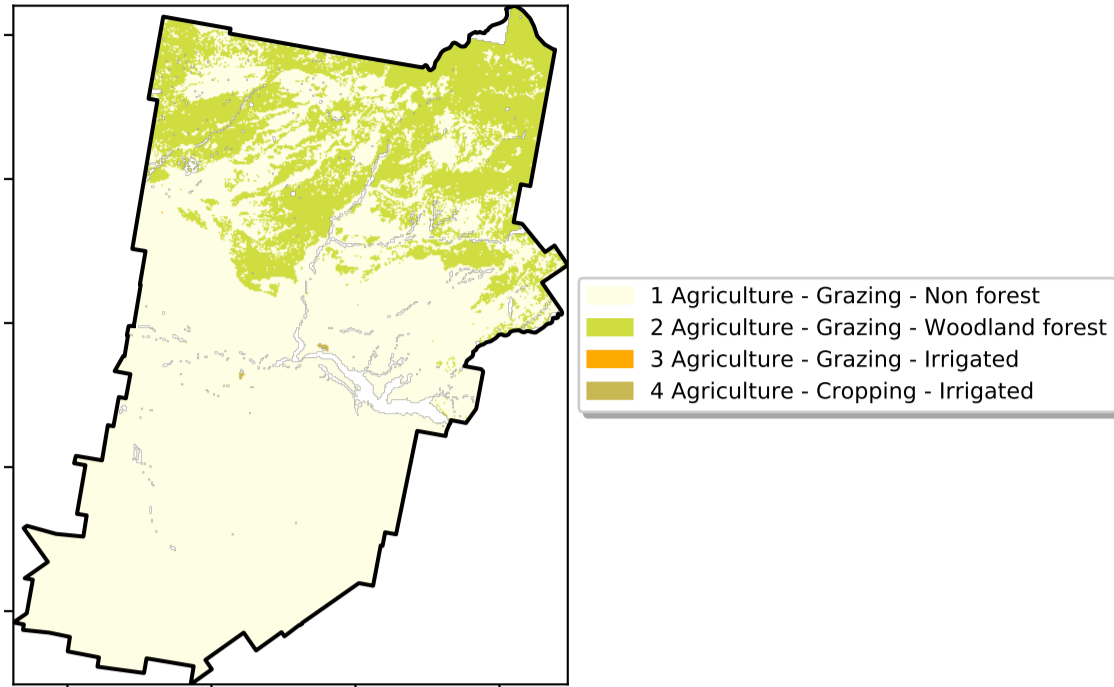 1 Agriculture - Grazing - Non forest
2 Agriculture - Grazing - Woodland forest
3 Agriculture - Grazing - Irrigated
4 Agriculture - Cropping - Irrigated